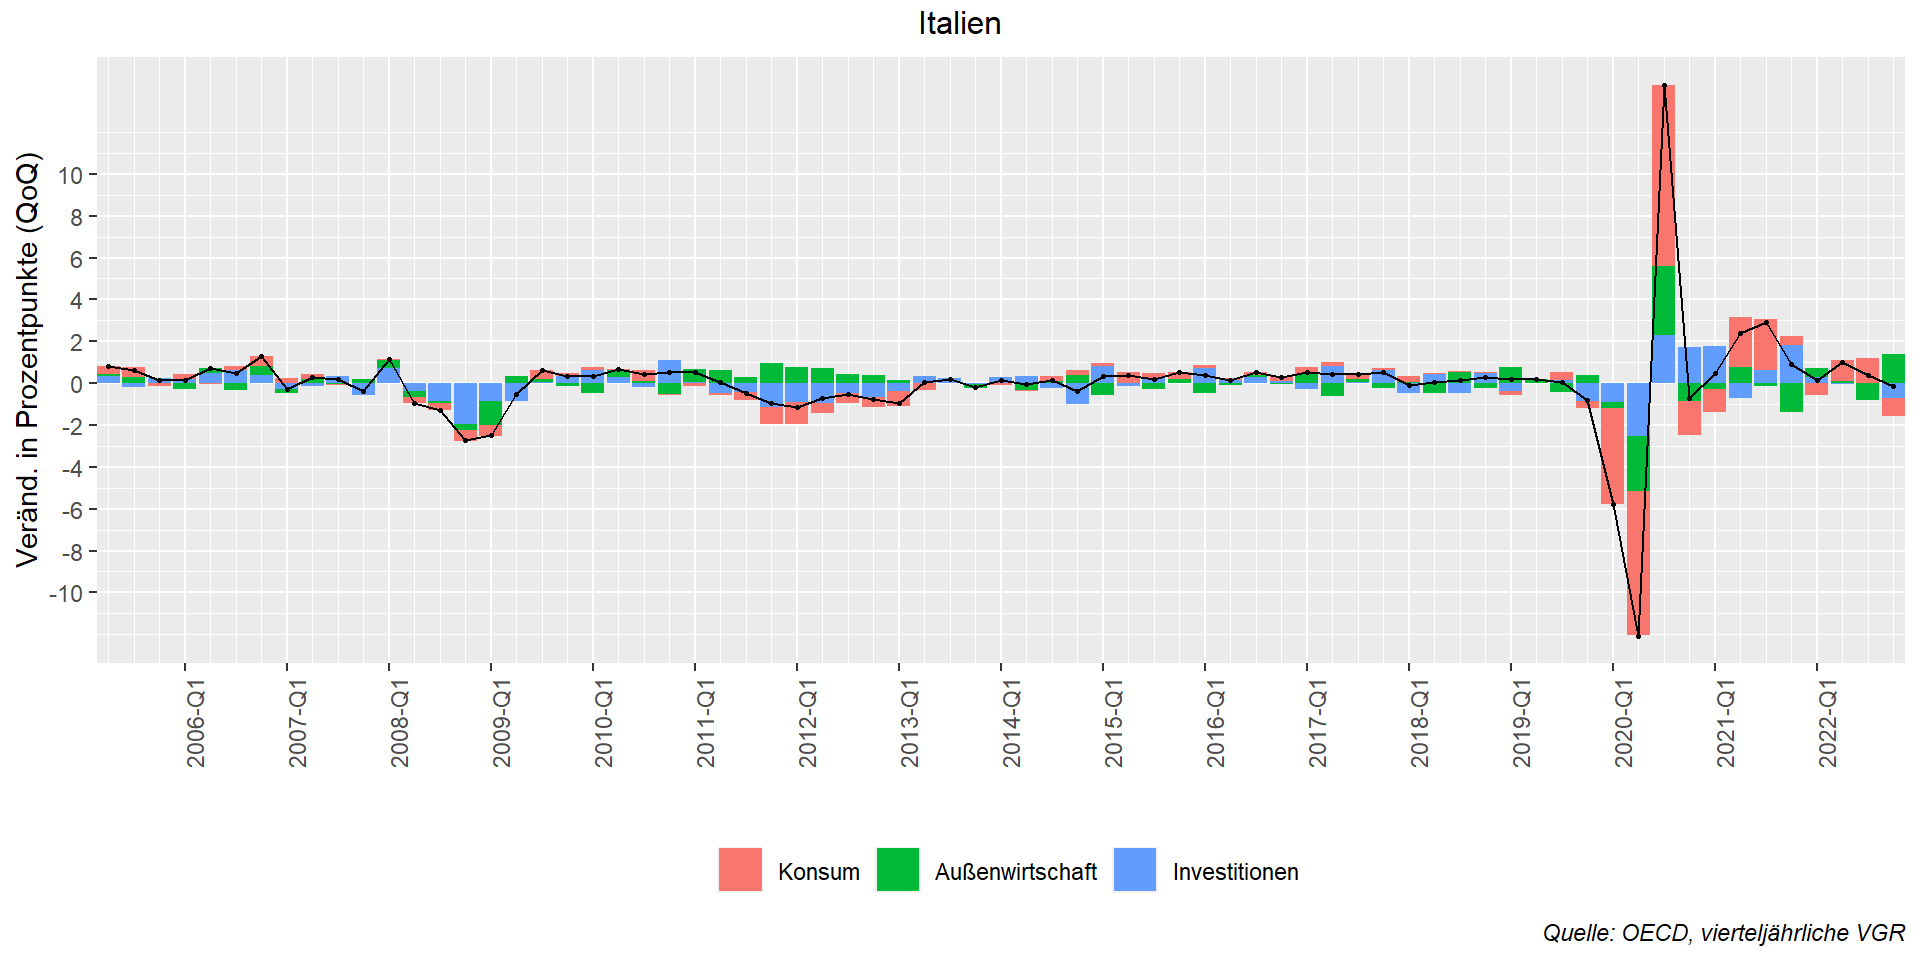 Italien
Veränd. in Prozentpunkte (QoQ)
10
8
6
4
2
0
-2
-4
-6
-8
-10
2006-Q1
2007-Q1
2008-Q1
2009-Q1
2010-Q1
2011-Q1
2012-Q1
2013-Q1
2014-Q1
2015-Q1
2016-Q1
2017-Q1
2018-Q1
2019-Q1
2020-Q1
2021-Q1
2022-Q1
Konsum
Außenwirtschaft
Investitionen
Quelle: OECD, vierteljährliche VGR